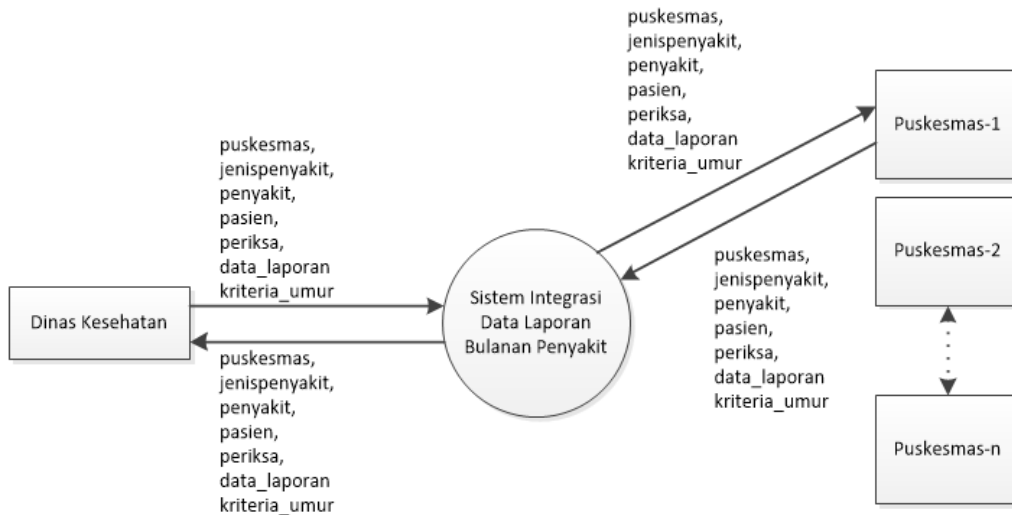 puskesmas,
jenispenyakit,
penyakit,
pasien,
periksa,
data_laporan
kriteria_umur
Puskesmas-1
puskesmas,
jenispenyakit,
penyakit,
pasien,
periksa,
data_laporan
kriteria_umur
Puskesmas-2
puskesmas,
jenispenyakit,
penyakit,
pasien,
periksa,
data_laporan
kriteria_umur
Dinas Kesehatan
Sistem Integrasi
Data Laporan
Bulanan Penyakit
puskesmas,
jenispenyakit,
penyakit,
pasien,
periksa,
data_laporan
kriteria_umur
Puskesmas-n